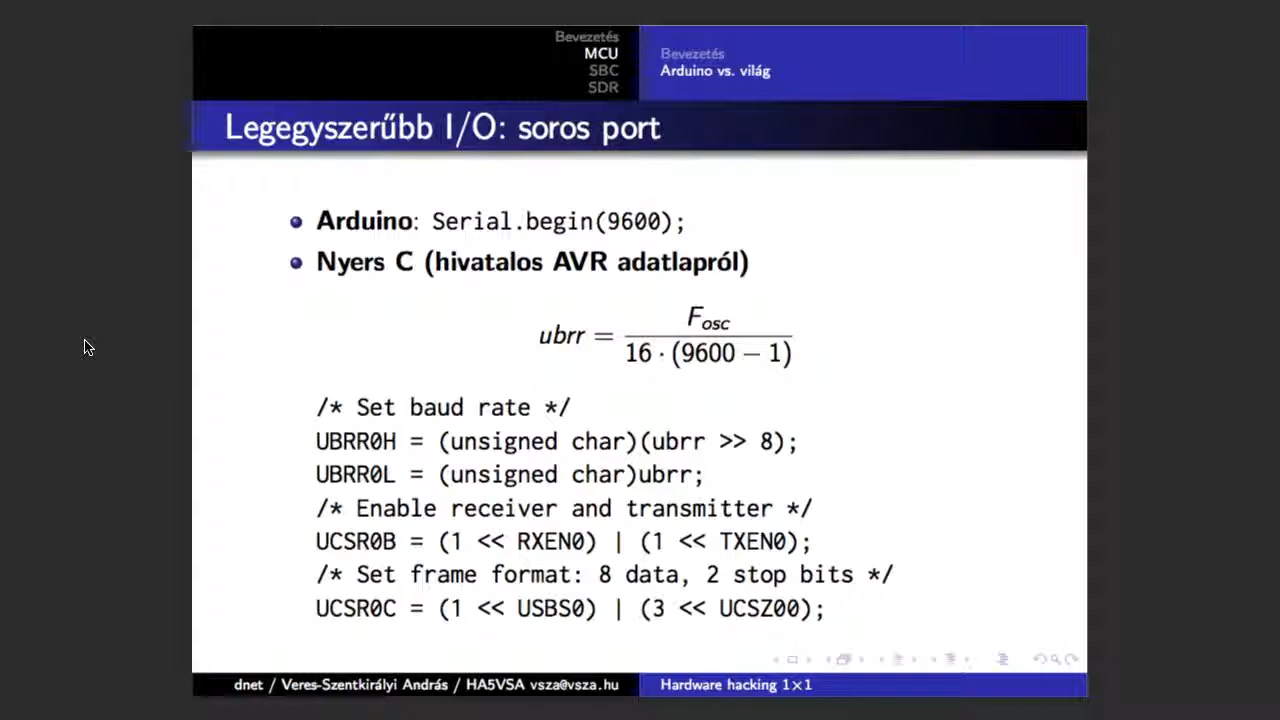 Bevezetés
MCU
SBC
SDR
Bevezetés
Arduino vs. világ
Legegyszerűbb I/O: soros port
Arduino: Serial.begin(9600);
Nyers C (hivatalos AVR adatlapról)
ubrr = F_osc / 16 · (9600 − 1)
/* Set baud rate */
UBRR0H = (unsigned char)(ubrr >> 8);
UBRR0L = (unsigned char)ubrr;
/* Enable receiver and transmitter */
UCSR0B = (1 << RXEN0) | (1 << TXEN0);
/* Set frame format: 8 data, 2 stop bits */
UCSR0C = (1 << USBS0) | (3 << UCSZ00);
dnet / Veres-Szentkirályi András / HA5VSA vsza@vsza.hu
Hardware hacking 1×1